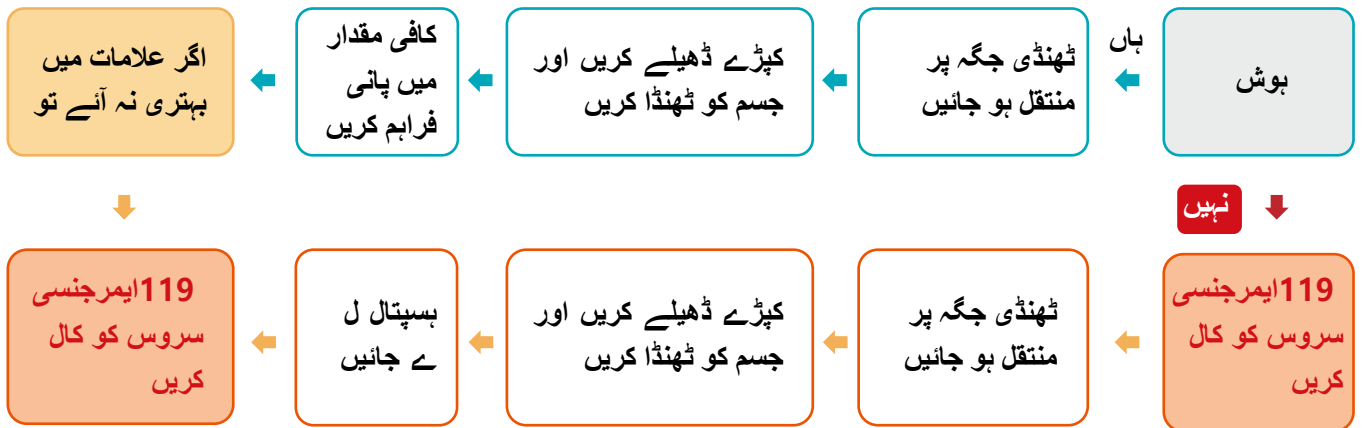 ہوش
ہاں
ٹھنڈی جگہ پر
منتقل ہو جائیں
کپڑے ڈھیلے کریں اور
جسم کو ٹھنڈا کریں
کافی مقدار
میں پانی
فراہم کریں
اگر علامات میں
بہتری نہ آئے تو
نہیں
119ایمرجنسی
سروس کو کال
کریں
ٹھنڈی جگہ پر
منتقل ہو جائیں
کپڑے ڈھیلے کریں اور
جسم کو ٹھنڈا کریں
ہسپتال ل
ے جائیں
119ایمرجنسی
سروس کو کال
کریں